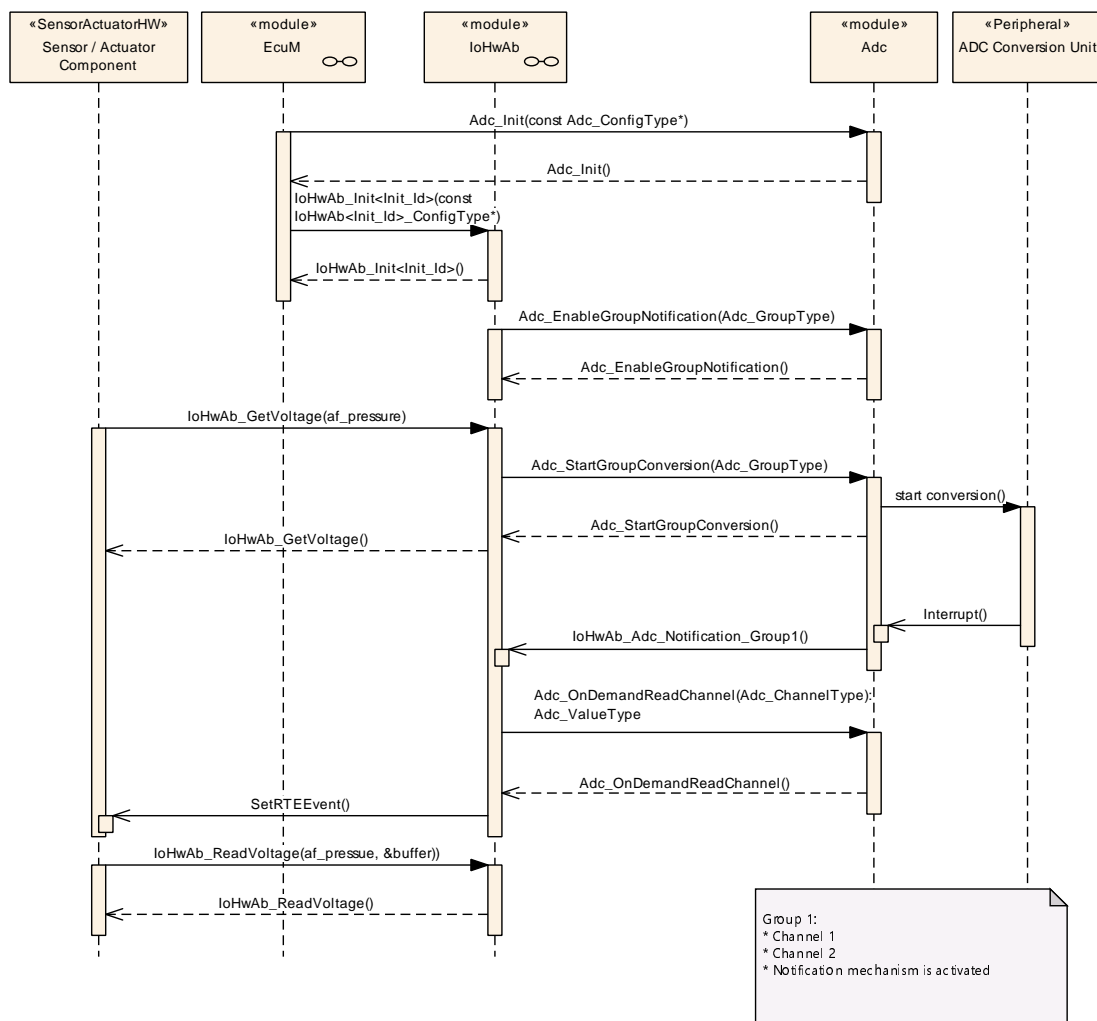 «SensorActuatorHW»
Sensor / Actuator
Component
«module»
EcuM
«module»
IoHwAb
«module»
Adc
«Peripheral»
ADC Conversion Unit
Adc_Init(const Adc_ConfigType*)
Adc_Init()
IoHwAb_Init<Init_Id>(const
IoHwAb<Init_Id>_ConfigType*)
IoHwAb_Init<Init_Id>()
Adc_EnableGroupNotification(Adc_GroupType)
Adc_EnableGroupNotification()
IoHwAb_GetVoltage(af_pressure)
Adc_StartGroupConversion(Adc_GroupType)
start conversion()
Adc_StartGroupConversion()
IoHwAb_GetVoltage()
Interrupt()
IoHwAb_Adc_Notification_Group1()
Adc_OnDemandReadChannel(Adc_ChannelType):
Adc_ValueType
Adc_OnDemandReadChannel()
SetRTEEvent()
IoHwAb_ReadVoltage(af_pressue, &buffer))
IoHwAb_ReadVoltage()
Group 1:
* Channel 1
* Channel 2
* Notification mechanism is activated